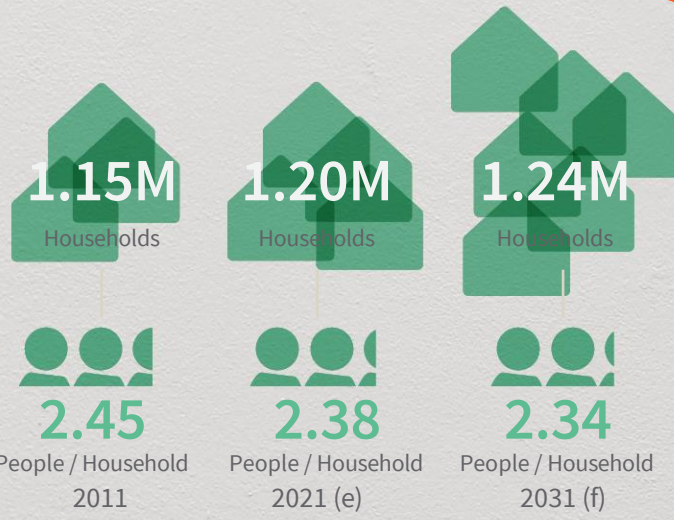 1.15M
Households
2.45
People / Household
2011
1.20M
Households
2.38
People / Household
2021 (e)
1.24M
Households
2.34
People / Household
2031 (f)